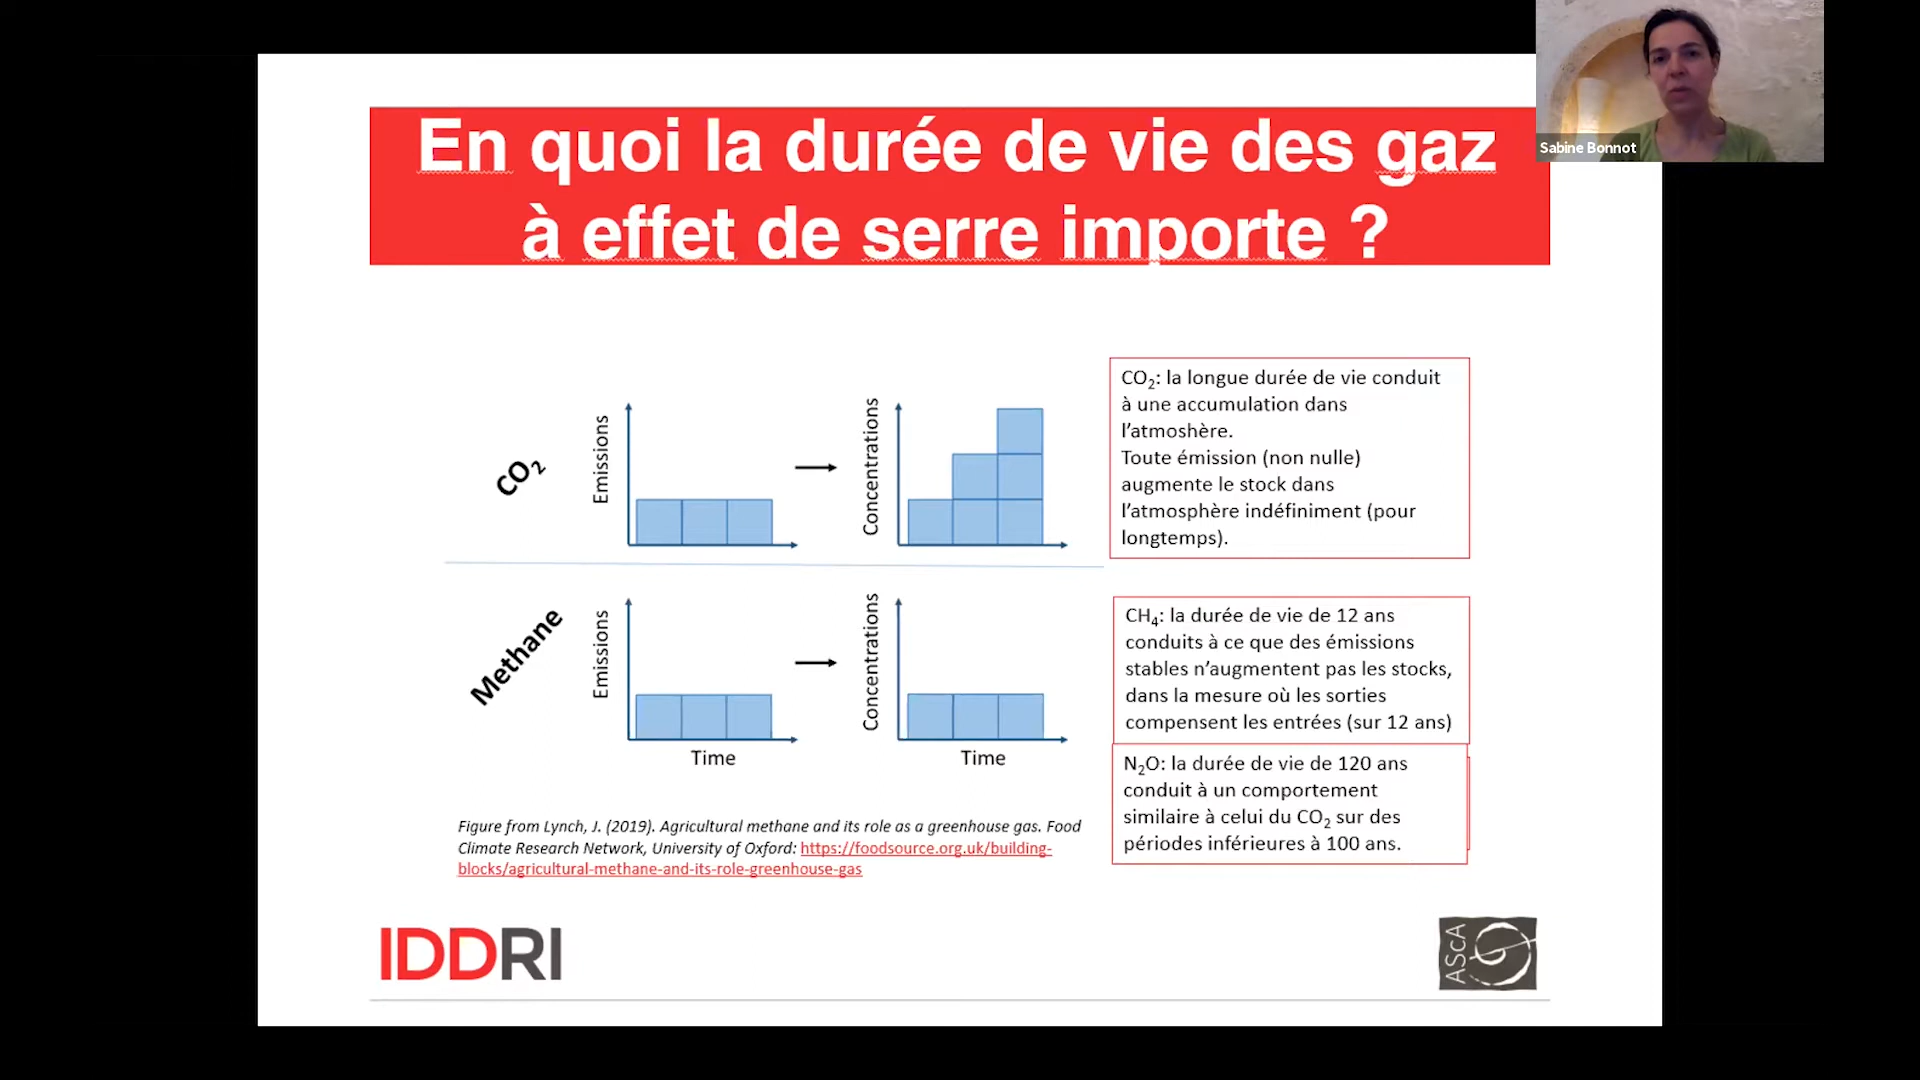 Sabine Bonnot
En quoi la durée de vie des gaz
à effet de serre importe ?
CO2
Emissions
Concentrations
CO2: la longue durée de vie conduit
à une accumulation dans
l’atmoshère.
Toute émission (non nulle)
augmente le stock dans
l’atmosphère indéfiniment (pour
longtemps).
Methane
Emissions
Time
Concentrations
Time
CH4: la durée de vie de 12 ans
conduits à ce que des émissions
stables n’augmentent pas les stocks,
dans la mesure où les sorties
compensent les entrées (sur 12 ans)
N2O: la durée de vie de 120 ans
conduit à un comportement
similaire à celui du CO2 sur des
périodes inférieures à 100 ans.
Figure from Lynch, J. (2019). Agricultural methane and its role as a greenhouse gas. Food
Climate Research Network, University of Oxford: https://foodsource.org.uk/building-
blocks/agricultural-methane-and-its-role-greenhouse-gas
IDDRI
ASCA